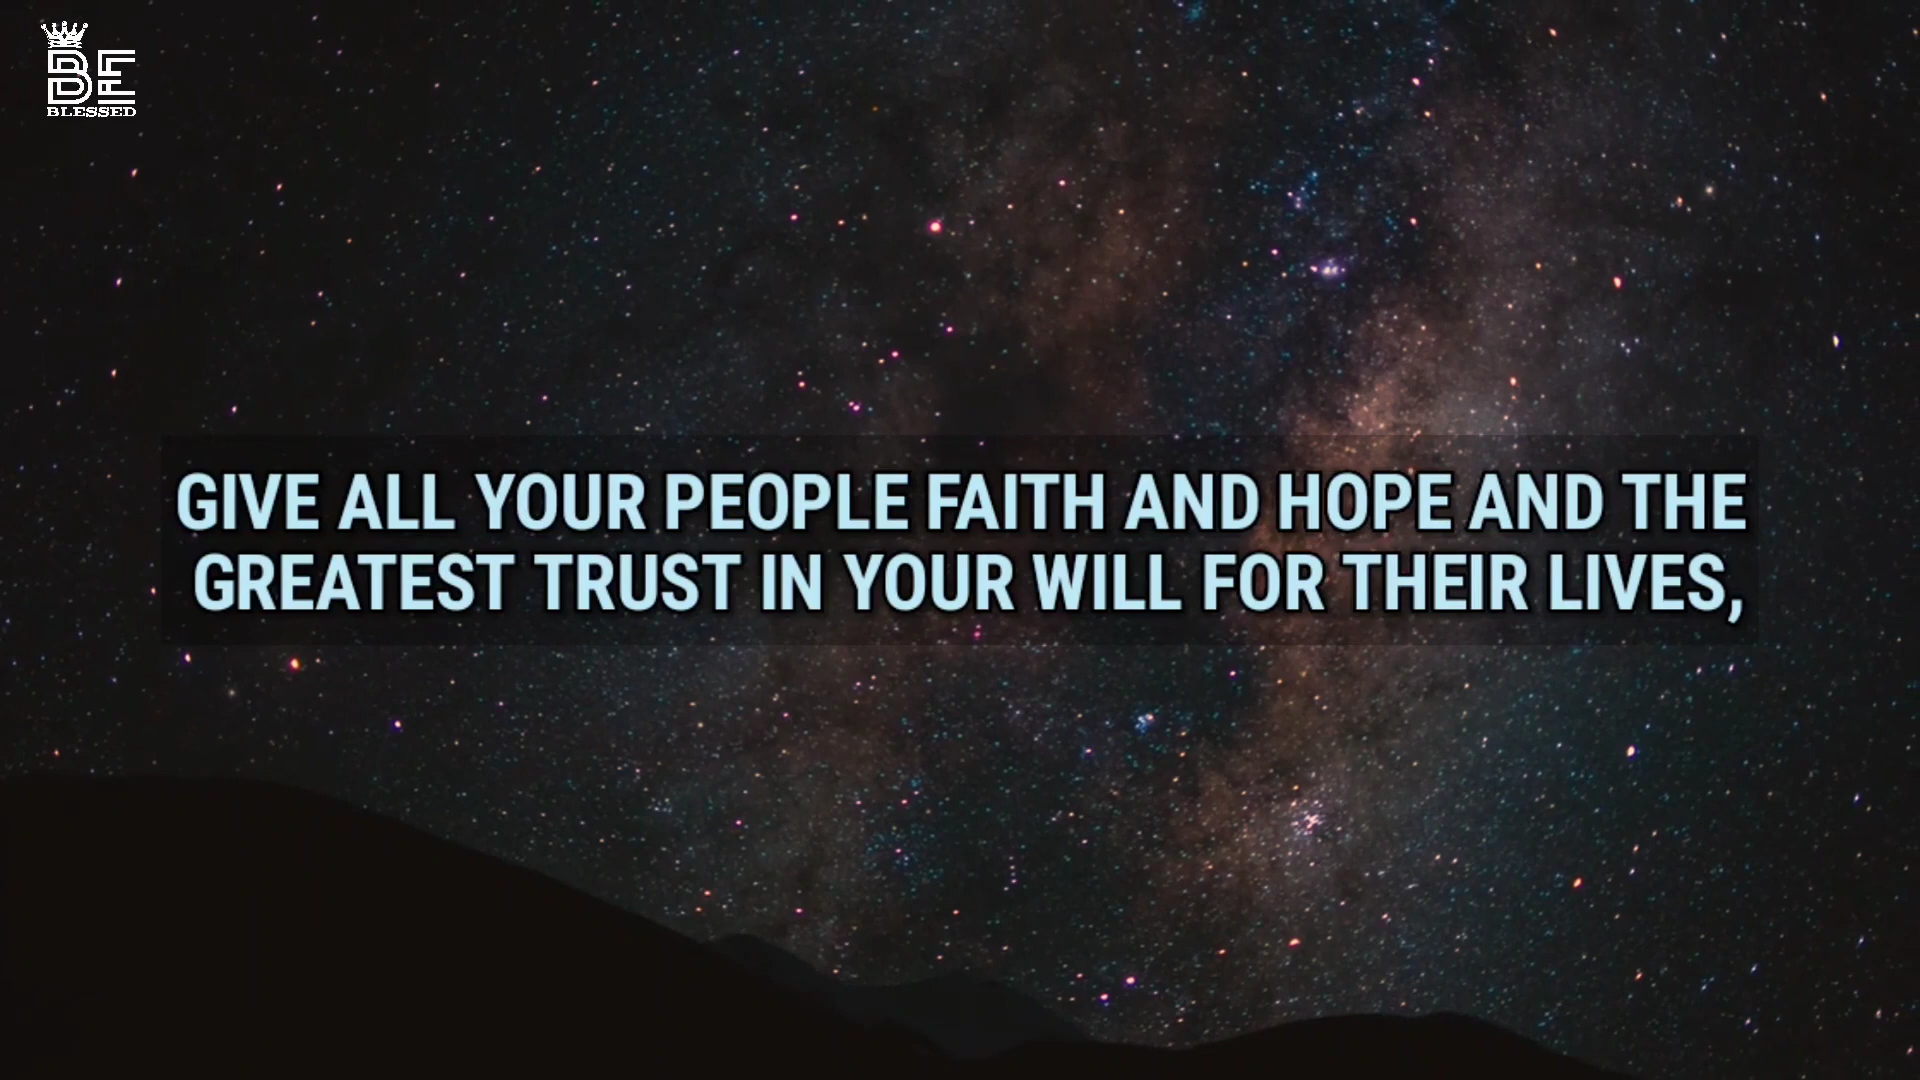 BE
BLESSED
GIVE ALL YOUR PEOPLE FAITH AND HOPE AND THE
GREATEST TRUST IN YOUR WILL FOR THEIR LIVES,